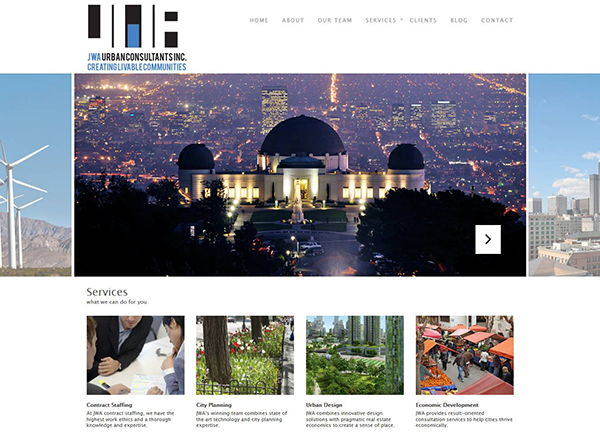 HOME ABOUT OUR TEAM SERVICES CLIENTS BLOG CONTACT
JWA URBAN CONSULTANTS INC.
CREATING LIVABLE COMMUNITIES
Services
what we can do for you
Contract Staffing
At JWA contract staffing, we have the
highest work ethics and a thorough
knowledge and expertise.
City Planning
JWA's winning team combines state of
the art technology and city planning
expertise.
Urban Design
JWA combines innovative design
solutions with pragmatic real estate
economics to create a sense of place.
Economic Development
JWA provides result-oriented
consultation services to help cities thrive
economically.